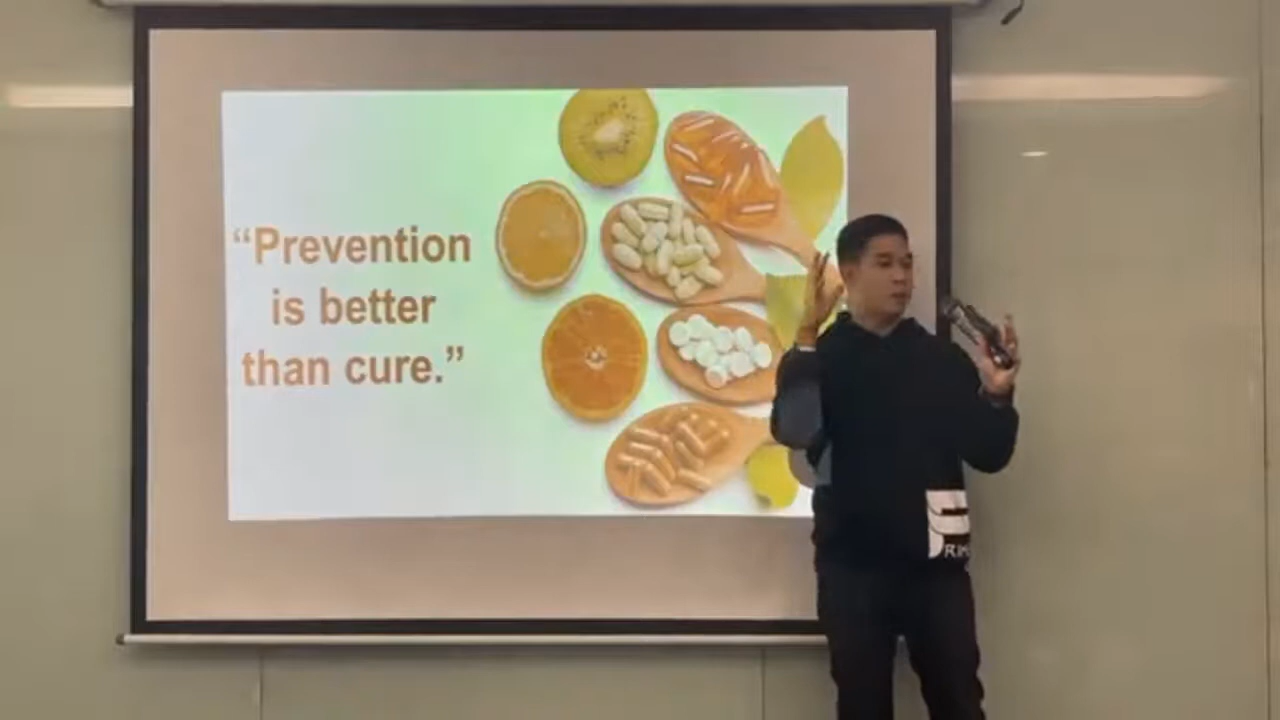 “Prevention
is better
than cure.”